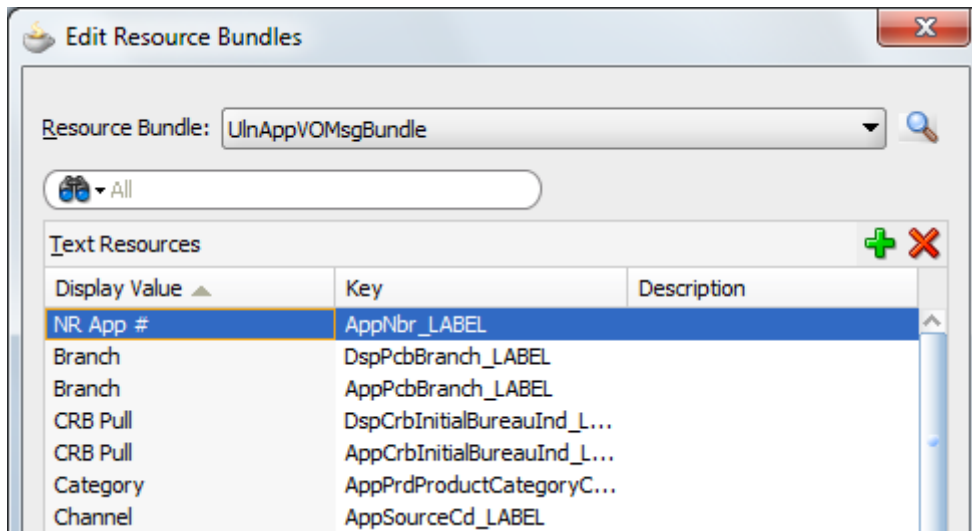 Edit Resource Bundles
Resource Bundle: UlnAppVOMsgBundle
All
Text Resources
Display Value Key Description
NR App # AppNbr_LABEL
Branch DspPcbBranch_LABEL
Branch AppPcbBranch_LABEL
CRB Pull DspCrbInitialBureauInd_L...
CRB Pull AppCrbInitialBureauInd_L...
Category AppPrdProductCategoryC...
Channel AppSourceCd_LABEL